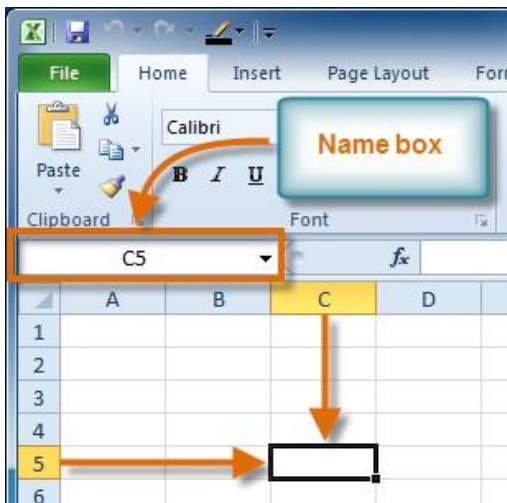 File Home Insert Page Layout
Calibri
Name box
Paste
B I U
Clipboard Font
C5 fx
A B C D
1
2
3
4
5
6